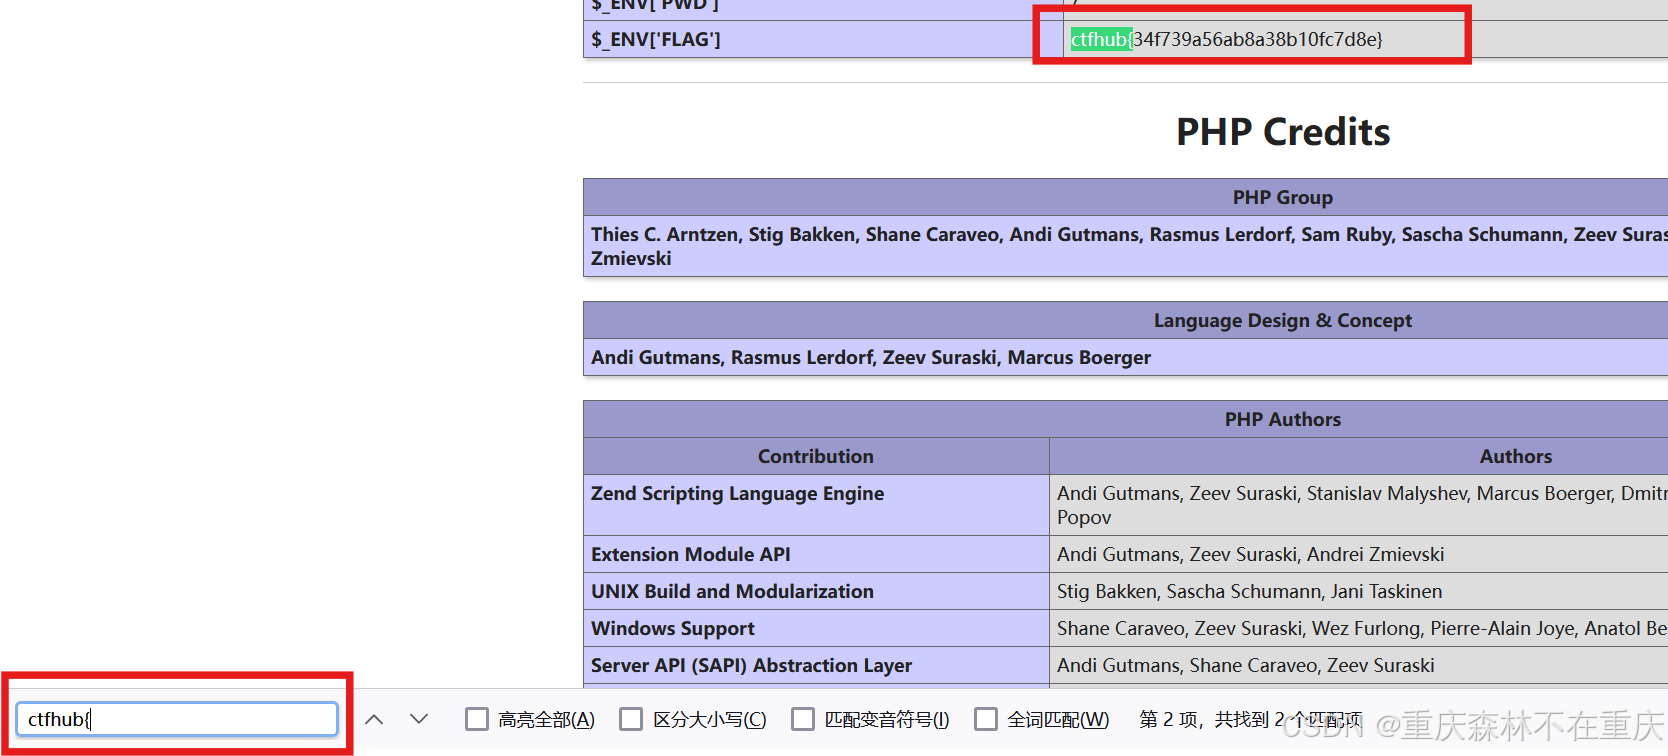 $_ENV['PWD'] /
$_ENV['FLAG'] ctfhub{34f739a56ab8a38b10fc7d8e}
PHP Credits
PHP Group
Thies C. Arntzen, Stig Bakken, Shane Caraveo, Andi Gutmans, Rasmus Lerdorf, Sam Ruby, Sascha Schumann, Zeev Suras
Zmievski
Language Design & Concept
Andi Gutmans, Rasmus Lerdorf, Zeev Suraski, Marcus Boerger
PHP Authors
Contribution Authors
Zend Scripting Language Engine Andi Gutmans, Zeev Suraski, Stanislav Malyshev, Marcus Boerger, Dmitr
Popov
Extension Module API Andi Gutmans, Zeev Suraski, Andrei Zmievski
UNIX Build and Modularization Stig Bakken, Sascha Schumann, Jani Taskinen
Windows Support Shane Caraveo, Zeev Suraski, Wez Furlong, Pierre-Alain Joye, Anatol Be
Server API (SAPI) Abstraction Layer Andi Gutmans, Shane Caraveo, Zeev Suraski
ctfhub{ 高亮全部(A) 区分大小写(C) 匹配变音符号(I) 全词匹配(W) 第 2 项，共找到 2 个匹配项
CSDN @重庆森林不在重庆